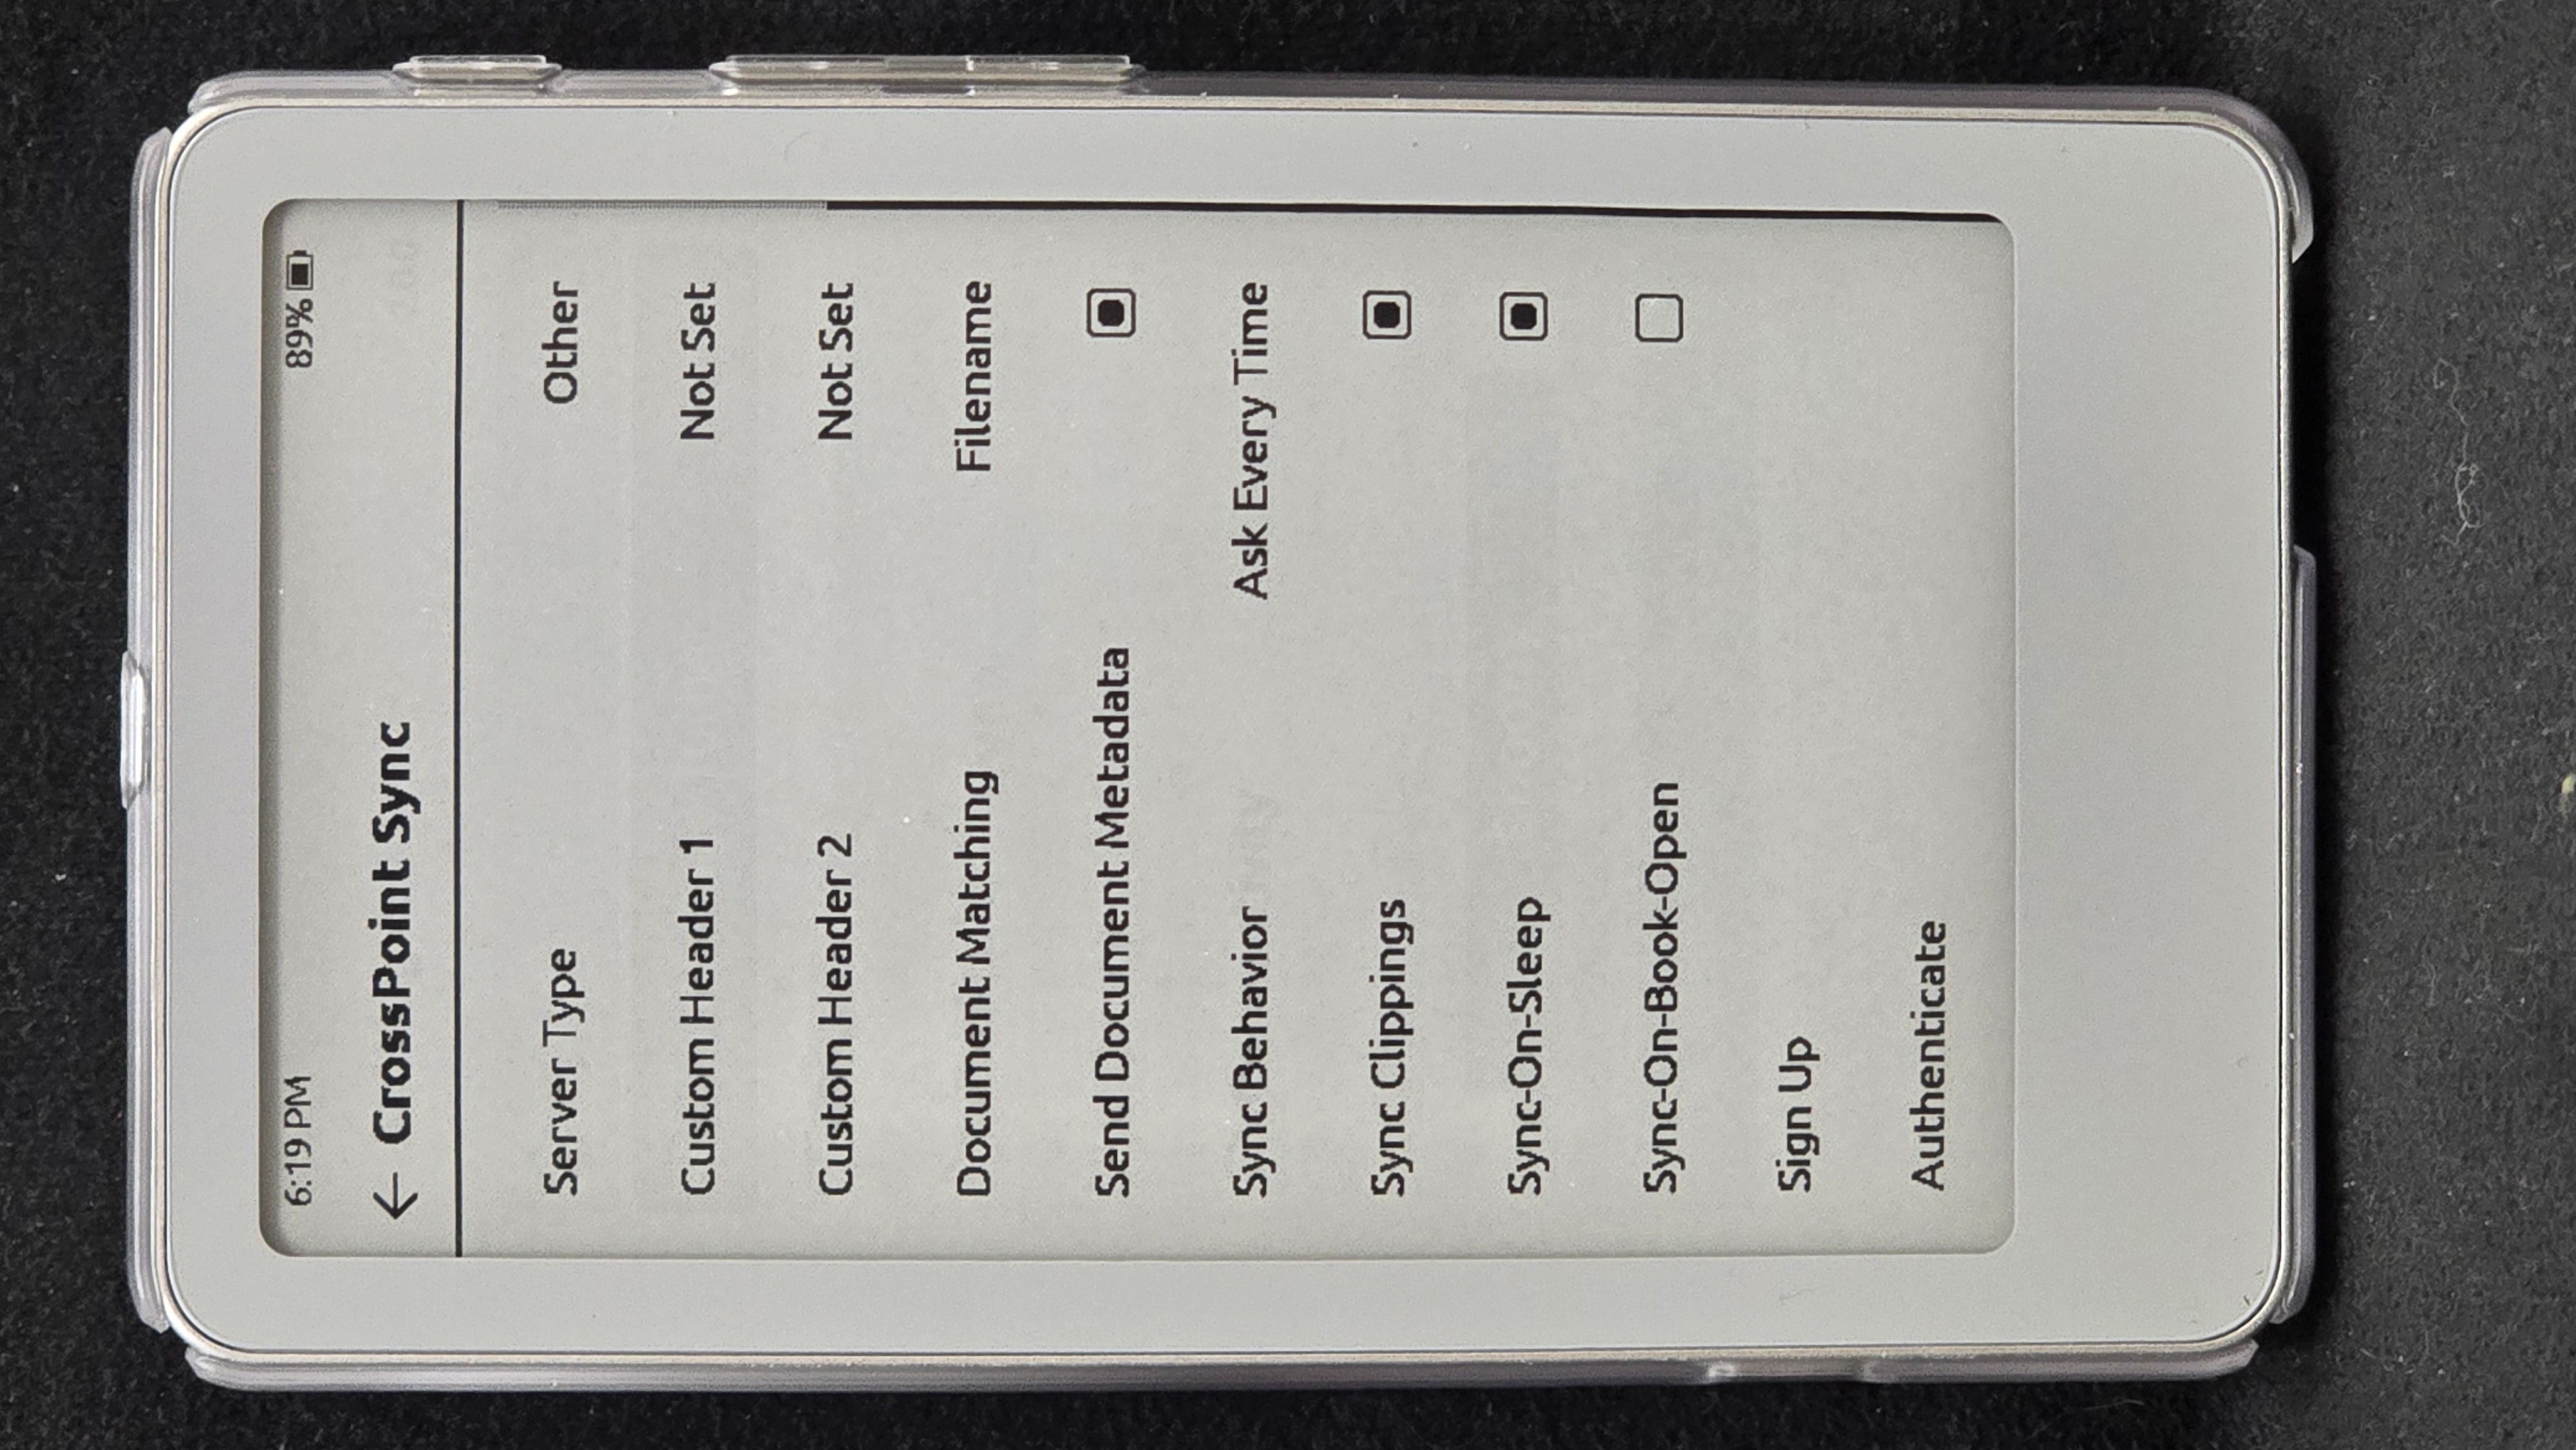 6:19 PM 89%
← CrossPoint Sync
Server Type Other
Custom Header 1 Not Set
Custom Header 2 Not Set
Document Matching Filename
Send Document Metadata
Sync Behavior Ask Every Time
Sync Clippings
Sync-On-Sleep
Sync-On-Book-Open
Sign Up
Authenticate